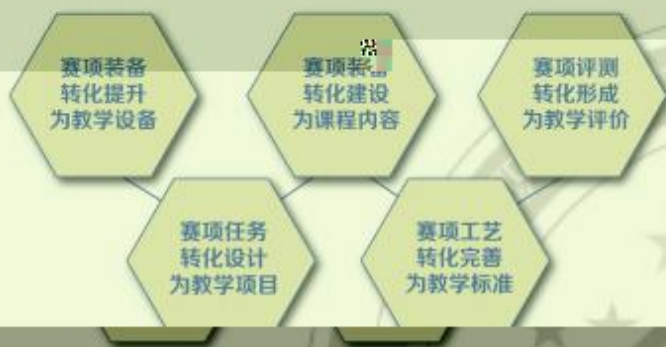 赛项装备
转化提升
为教学设备
赛项装
转化建设
为课程内容
赛项评测
转化形成
为教学评价
赛项任务
转化设计
为教学项目
赛项工艺
转化完善
为教学标准